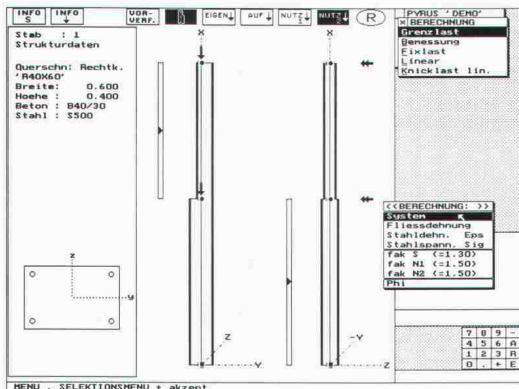 INFO S
INFO
VOR-VERF.
EIGEN
AUF
NUTZ 1
NUTZ 2
R
PYRUS 'DEMO'
× BERECHNUNG
Grenzlast
Bemessung
Fixlast
Linear
Knicklast lin.
Stab : 1
Strukturdaten
Querschn: Rechtk.
'R40X60'
Breite: 0.600
Hoehe : 0.400
Beton : B40/30
Stahl : S500
x
x
<<BERECHNUNG: >>
System
Fliessdehnung
Stahldehn. Eps
Stahlspann. Sig
fak S (=1.30)
fak N1 (=1.50)
fak N2 (=1.50)
Phi
z
y
Z
Y
-Y
Z
7 8 9 -
4 5 6 A
1 2 3 R
0 . + E
MENU , SELEKTIONSMENU + akzept